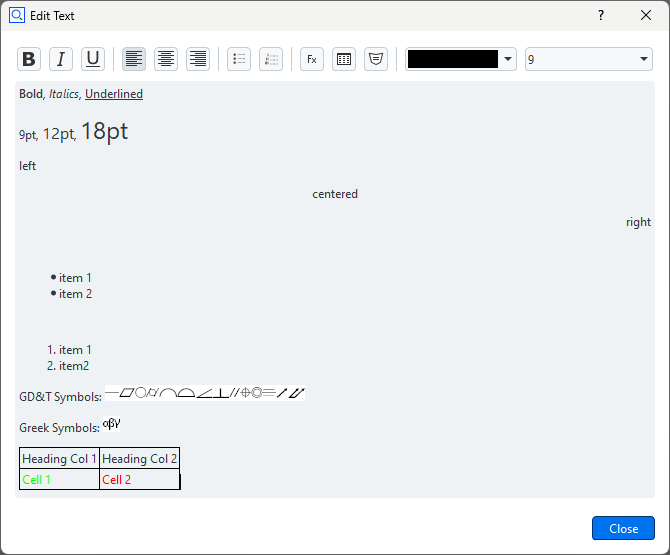 Edit Text ?
B I U Fx 9
Bold, Italics, Underlined
9pt, 12pt, 18pt
left
centered
right
• item 1
• item 2
1. item 1
2. item2
GD&T Symbols: ⏤⏥○⌭⌒⌓∠⊥//⌖◎⌯↗⌰
Greek Symbols: αβγ
Heading Col 1 Heading Col 2
Cell 1 Cell 2
Close